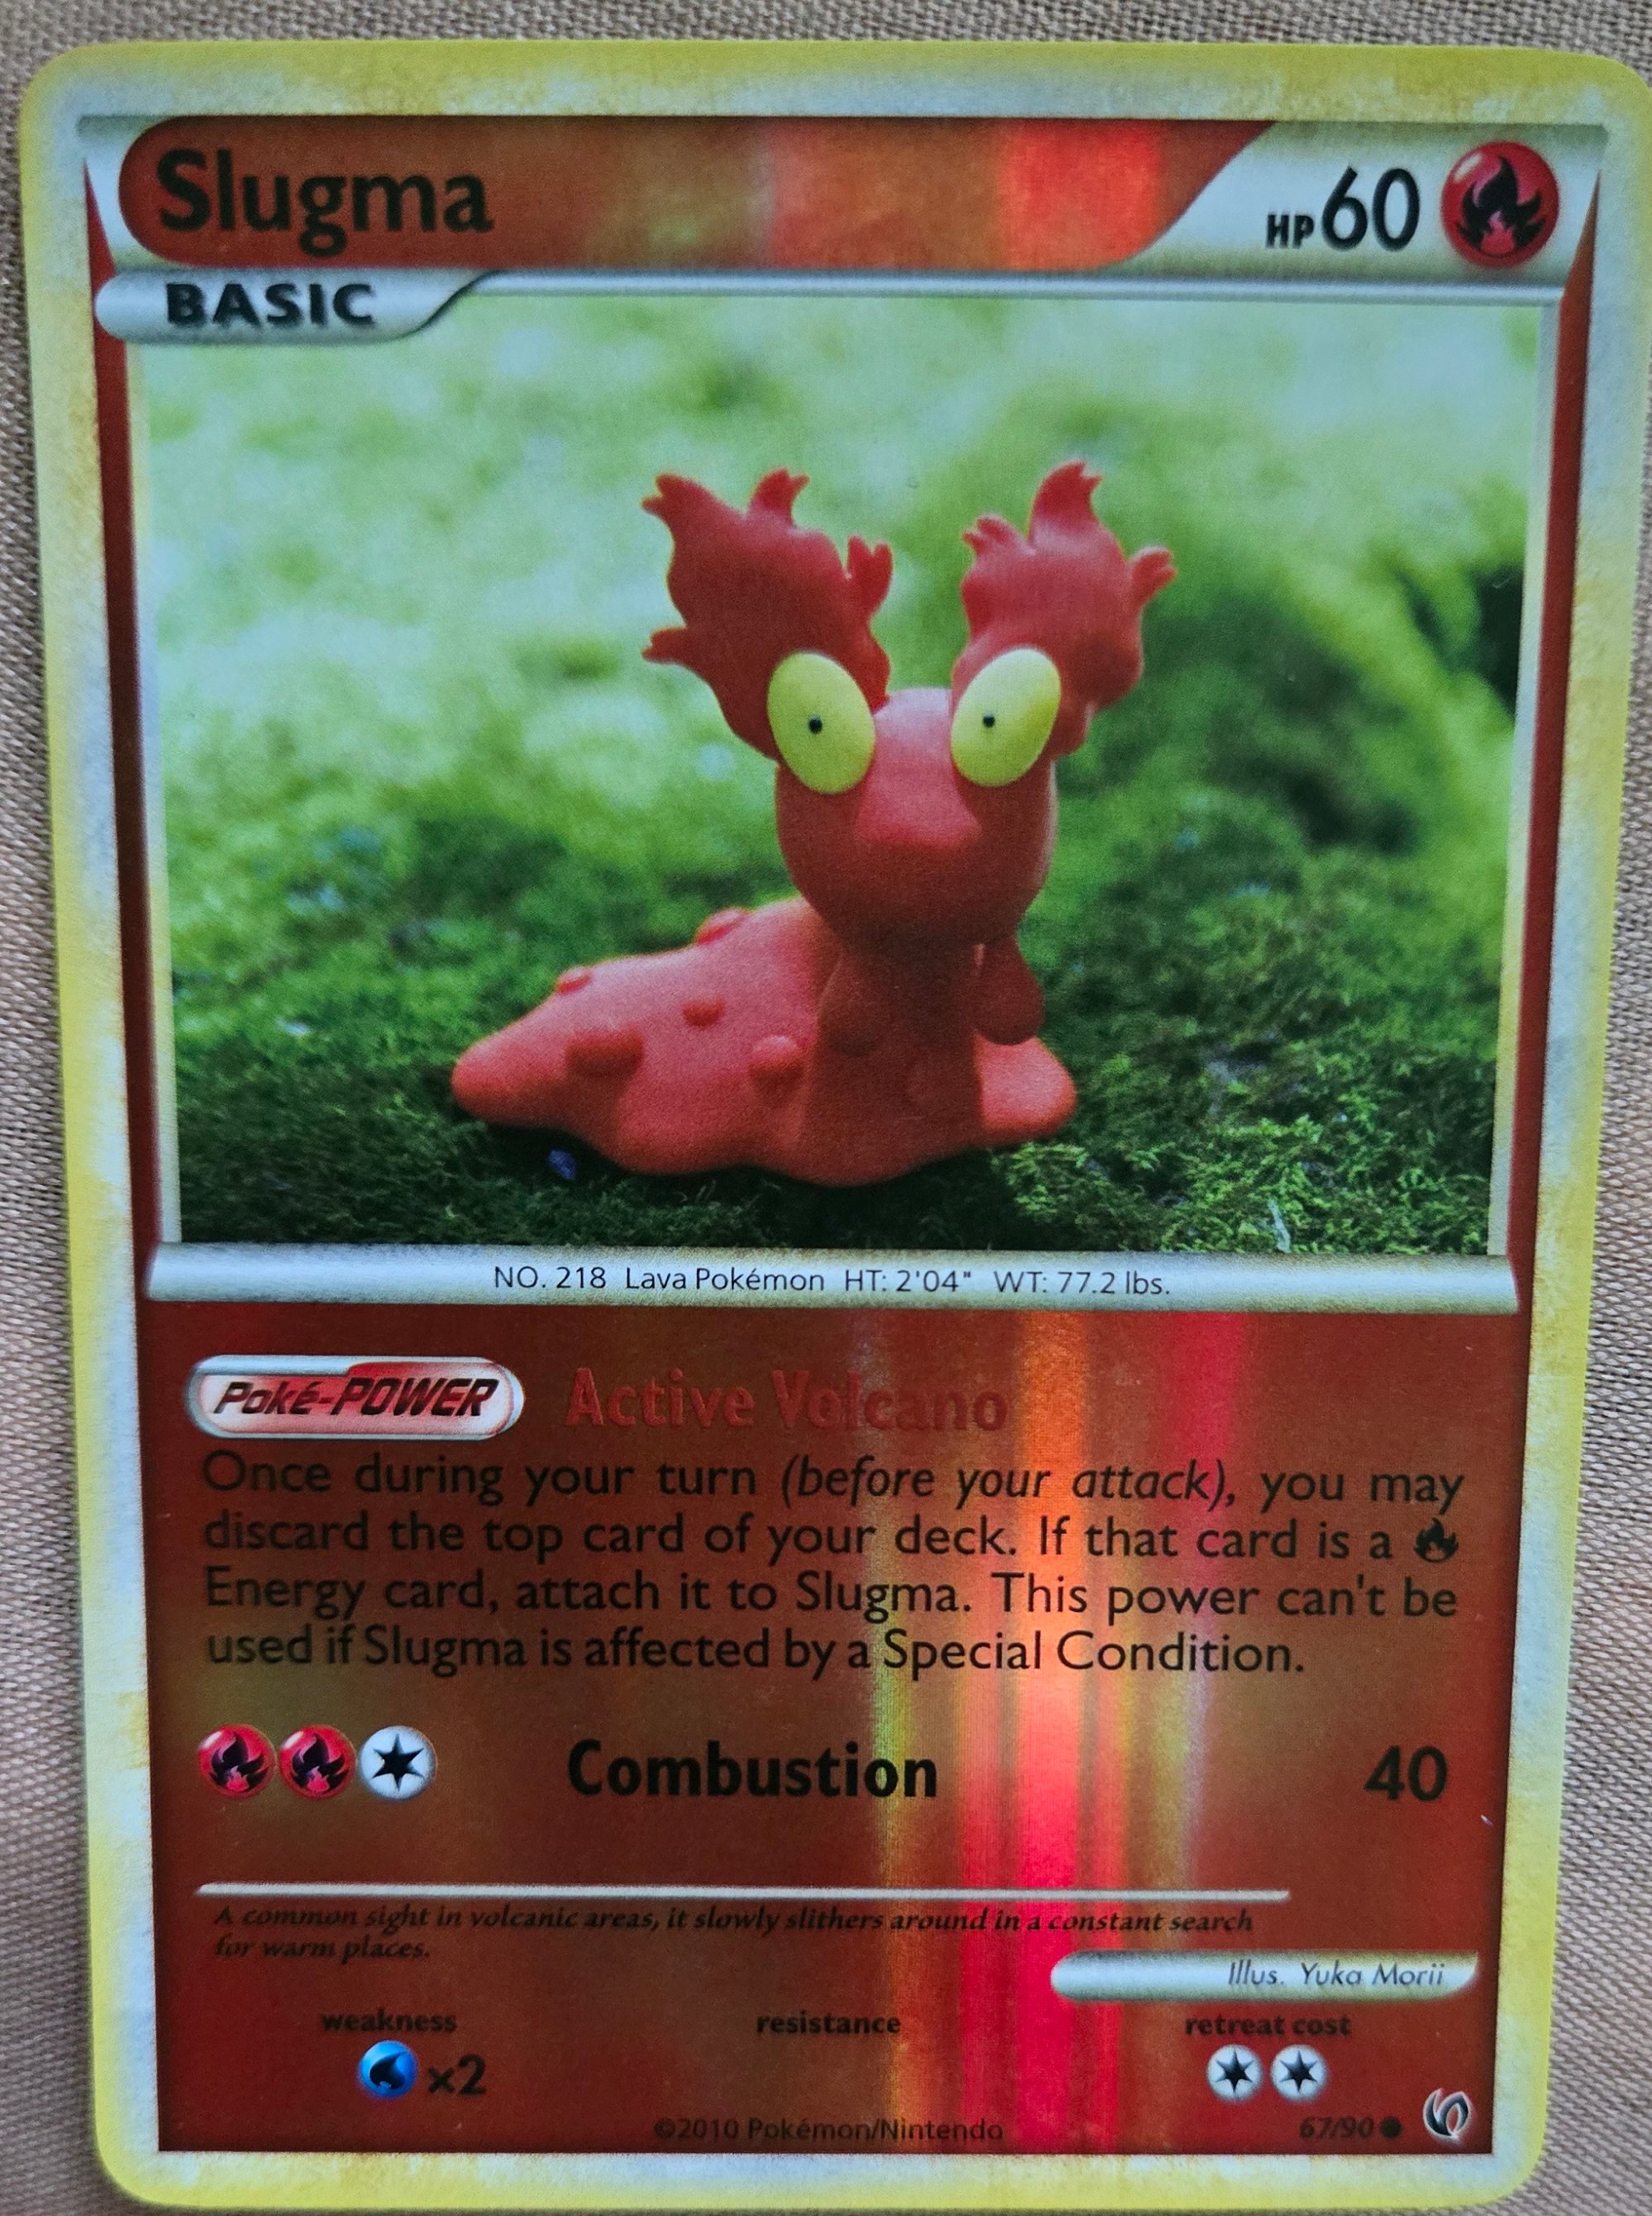 Slugma
HP 60
BASIC
NO. 218 Lava Pokémon HT: 2'04" WT: 77.2 lbs.
Poké-POWER Active Volcano
Once during your turn (before your attack), you may
discard the top card of your deck. If that card is a
Energy card, attach it to Slugma. This power can't be
used if Slugma is affected by a Special Condition.
Combustion 40
A common sight in volcanic areas, it slowly slithers around in a constant search
for warm places.
Illus. Yuka Morii
weakness resistance retreat cost
×2
©2010 Pokémon/Nintendo 67/90